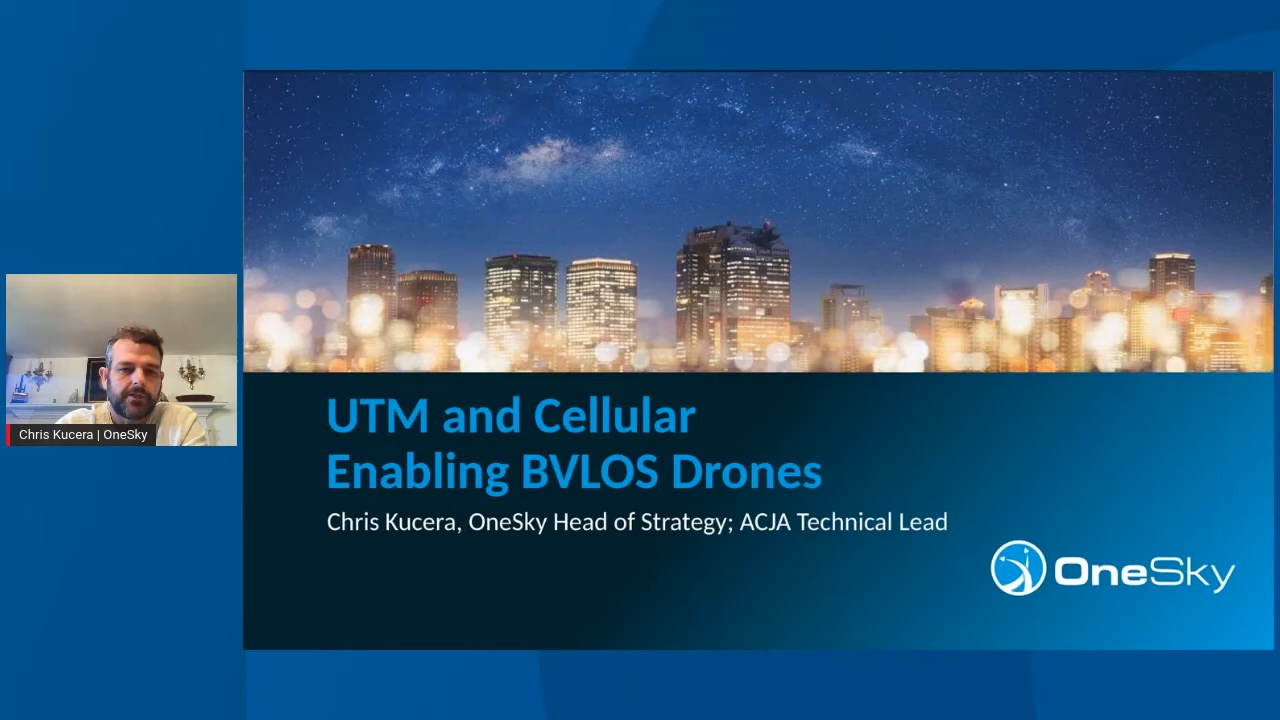 Chris Kucera | OneSky
UTM and Cellular
Enabling BVLOS Drones
Chris Kucera, OneSky Head of Strategy; ACJA Technical Lead
OneSky